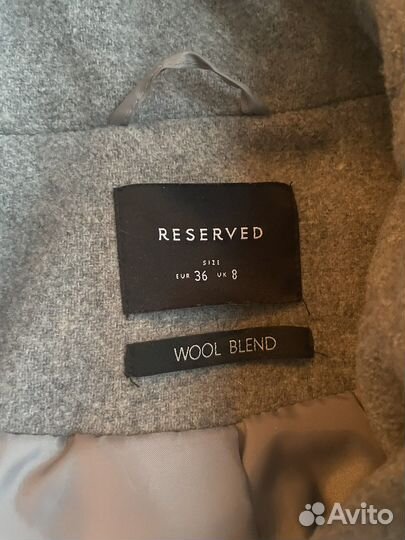 RESERVED
SIZE
EUR 36 UK 8
WOOL BLEND
Avito